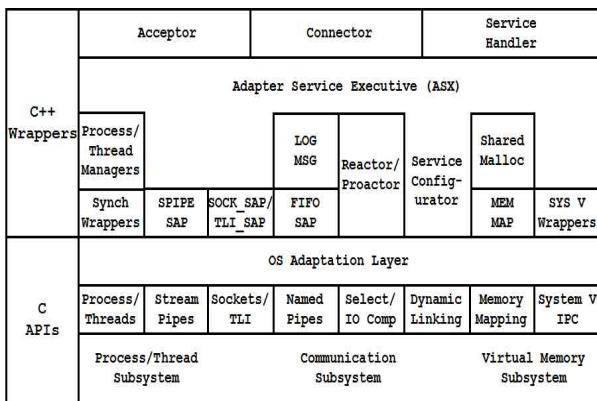 Acceptor
Connector
Service
Handler
Adapter Service Executive (ASX)
C++
Wrappers
Process/
Thread
Managers
LOG
MSG
Reactor/
Proactor
Service
Config-
urator
Shared
Malloc
Synch
Wrappers
SPIPE
SAP
SOCK_SAP/
TLI_SAP
FIFO
SAP
MEM
MAP
SYS V
Wrappers
OS Adaptation Layer
C
APIs
Process/
Threads
Stream
Pipes
Sockets/
TLI
Named
Pipes
Select/
IO Comp
Dynamic
Linking
Memory
Mapping
System V
IPC
Process/Thread
Subsystem
Communication
Subsystem
Virtual Memory
Subsystem